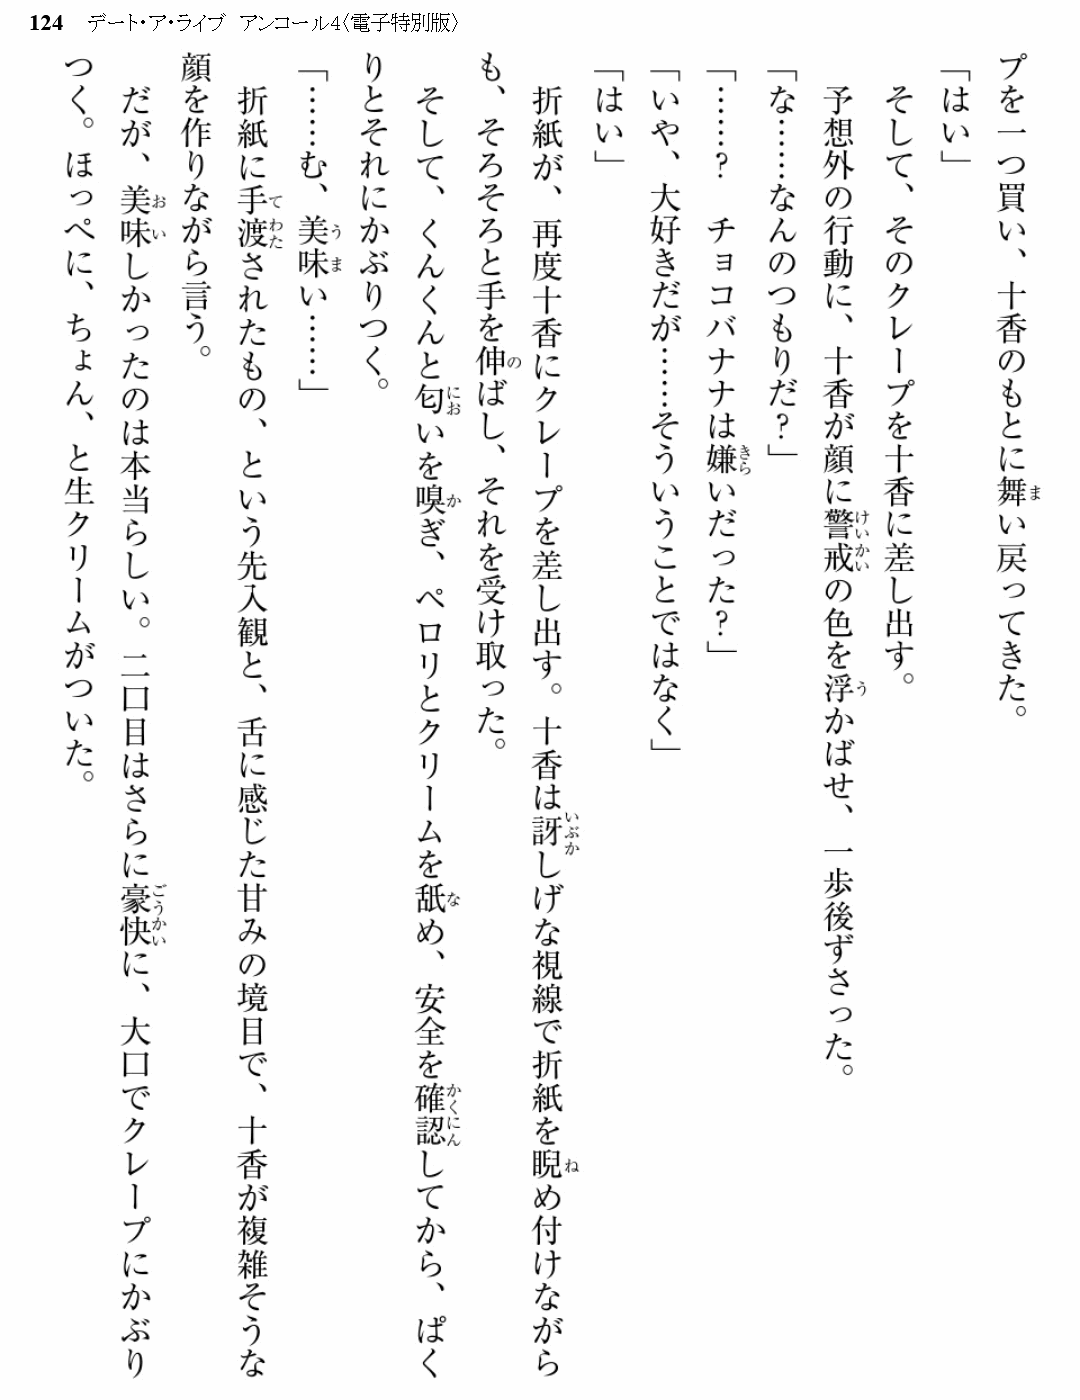 124 デート・ア・ライブ アンコール4〈電子特別版〉
プを一つ買い、十香のもとに舞い戻ってきた。
「はい」
そして、そのクレープを十香に差し出す。
予想外の行動に、十香が顔に警戒の色を浮かばせ、一歩後ずさった。
「な……なんのつもりだ?」
「……? チョコバナナは嫌いだった?」
「いや、大好きだが……そういうことではなく」
「はい」
折紙が、再度十香にクレープを差し出す。十香は訝しげな視線で折紙を睨め付けながら
も、そろそろと手を伸ばし、それを受け取った。
そして、くんくんと匂いを嗅ぎ、ペロリとクリームを舐め、安全を確認してから、ぱく
りとそれにかぶりつく。
「……む、美味い……」
折紙に手渡されたもの、という先入観と、舌に感じた甘みの境目で、十香が複雑そうな
顔を作りながら言う。
だが、美味しかったのは本当らしい。二口目はさらに豪快に、大口でクレープにかぶり
つく。ほっぺに、ちょん、と生クリームがついた。